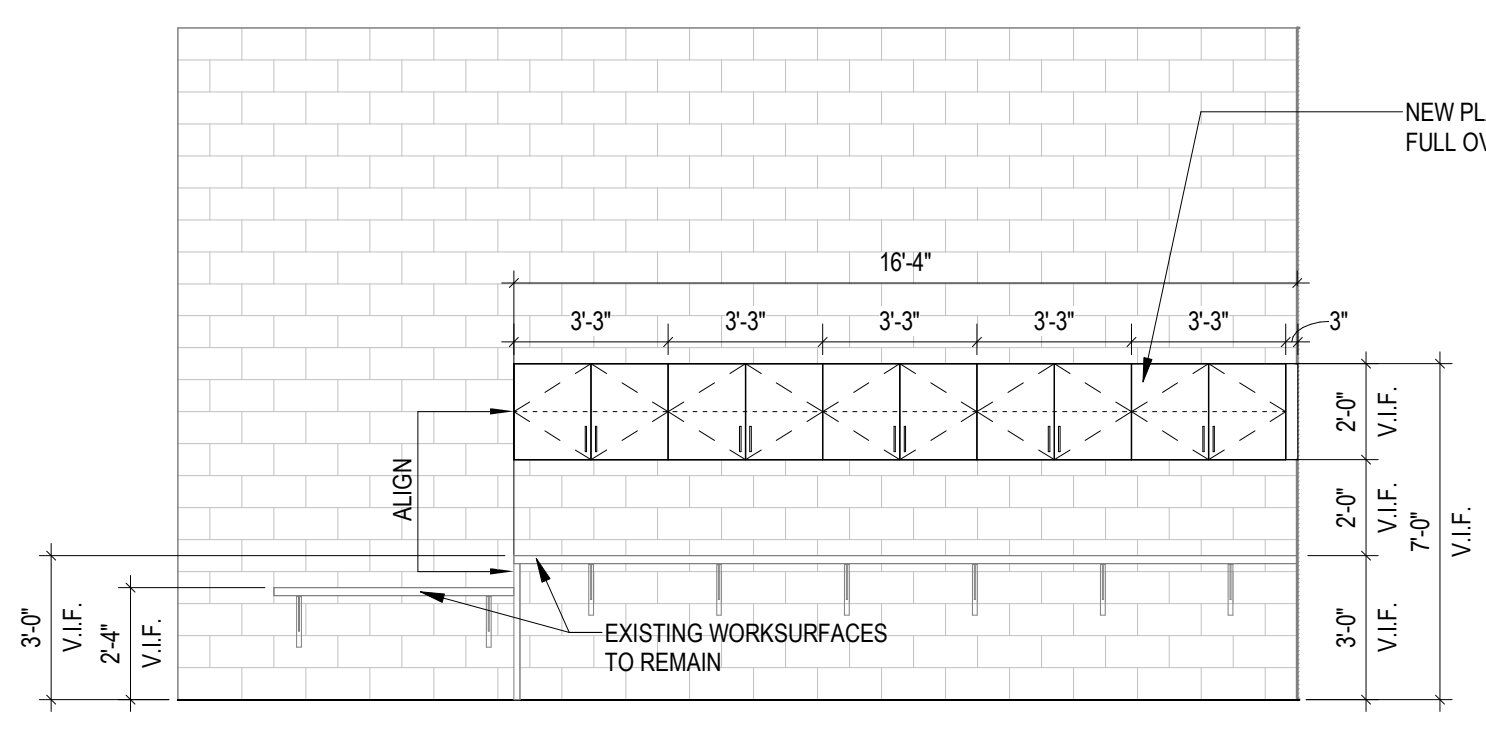 NEW PL
FULL OV
16'-4"
3'-3"
3'-3"
3'-3"
3'-3"
3'-3"
3"
2'-0"
V.I.F.
ALIGN
2'-0"
V.I.F.
7'-0"
V.I.F.
3'-0"
V.I.F.
2'-4"
V.I.F.
EXISTING WORKSURFACES
TO REMAIN
3'-0"
V.I.F.